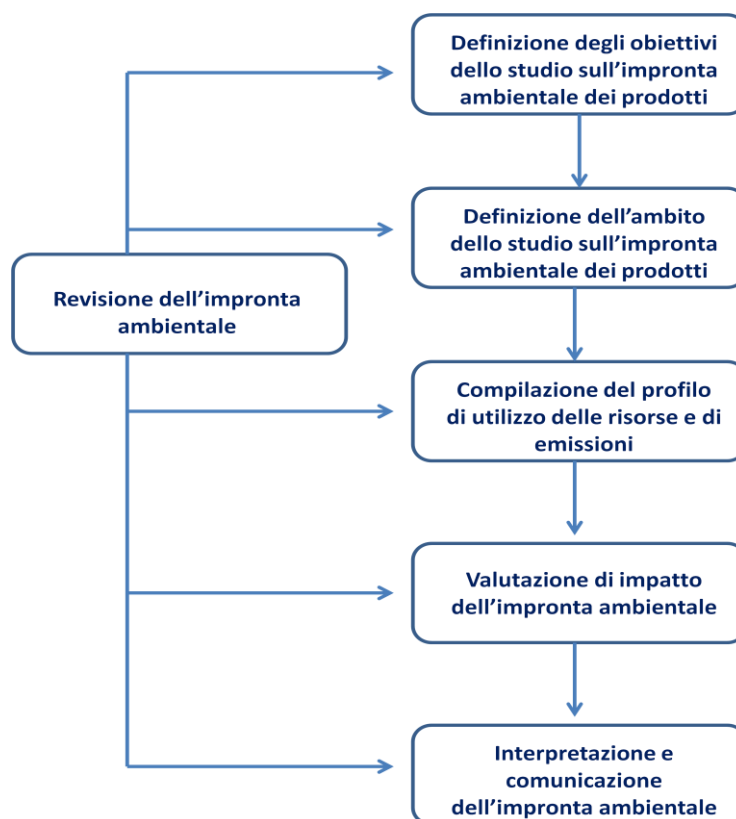 Definizione degli obiettivi
dello studio sull’impronta
ambientale dei prodotti
Definizione dell’ambito
dello studio sull’impronta
ambientale dei prodotti
Revisione dell’impronta
ambientale
Compilazione del profilo
di utilizzo delle risorse e di
emissioni
Valutazione di impatto
dell’impronta ambientale
Interpretazione e
comunicazione
dell’impronta ambientale